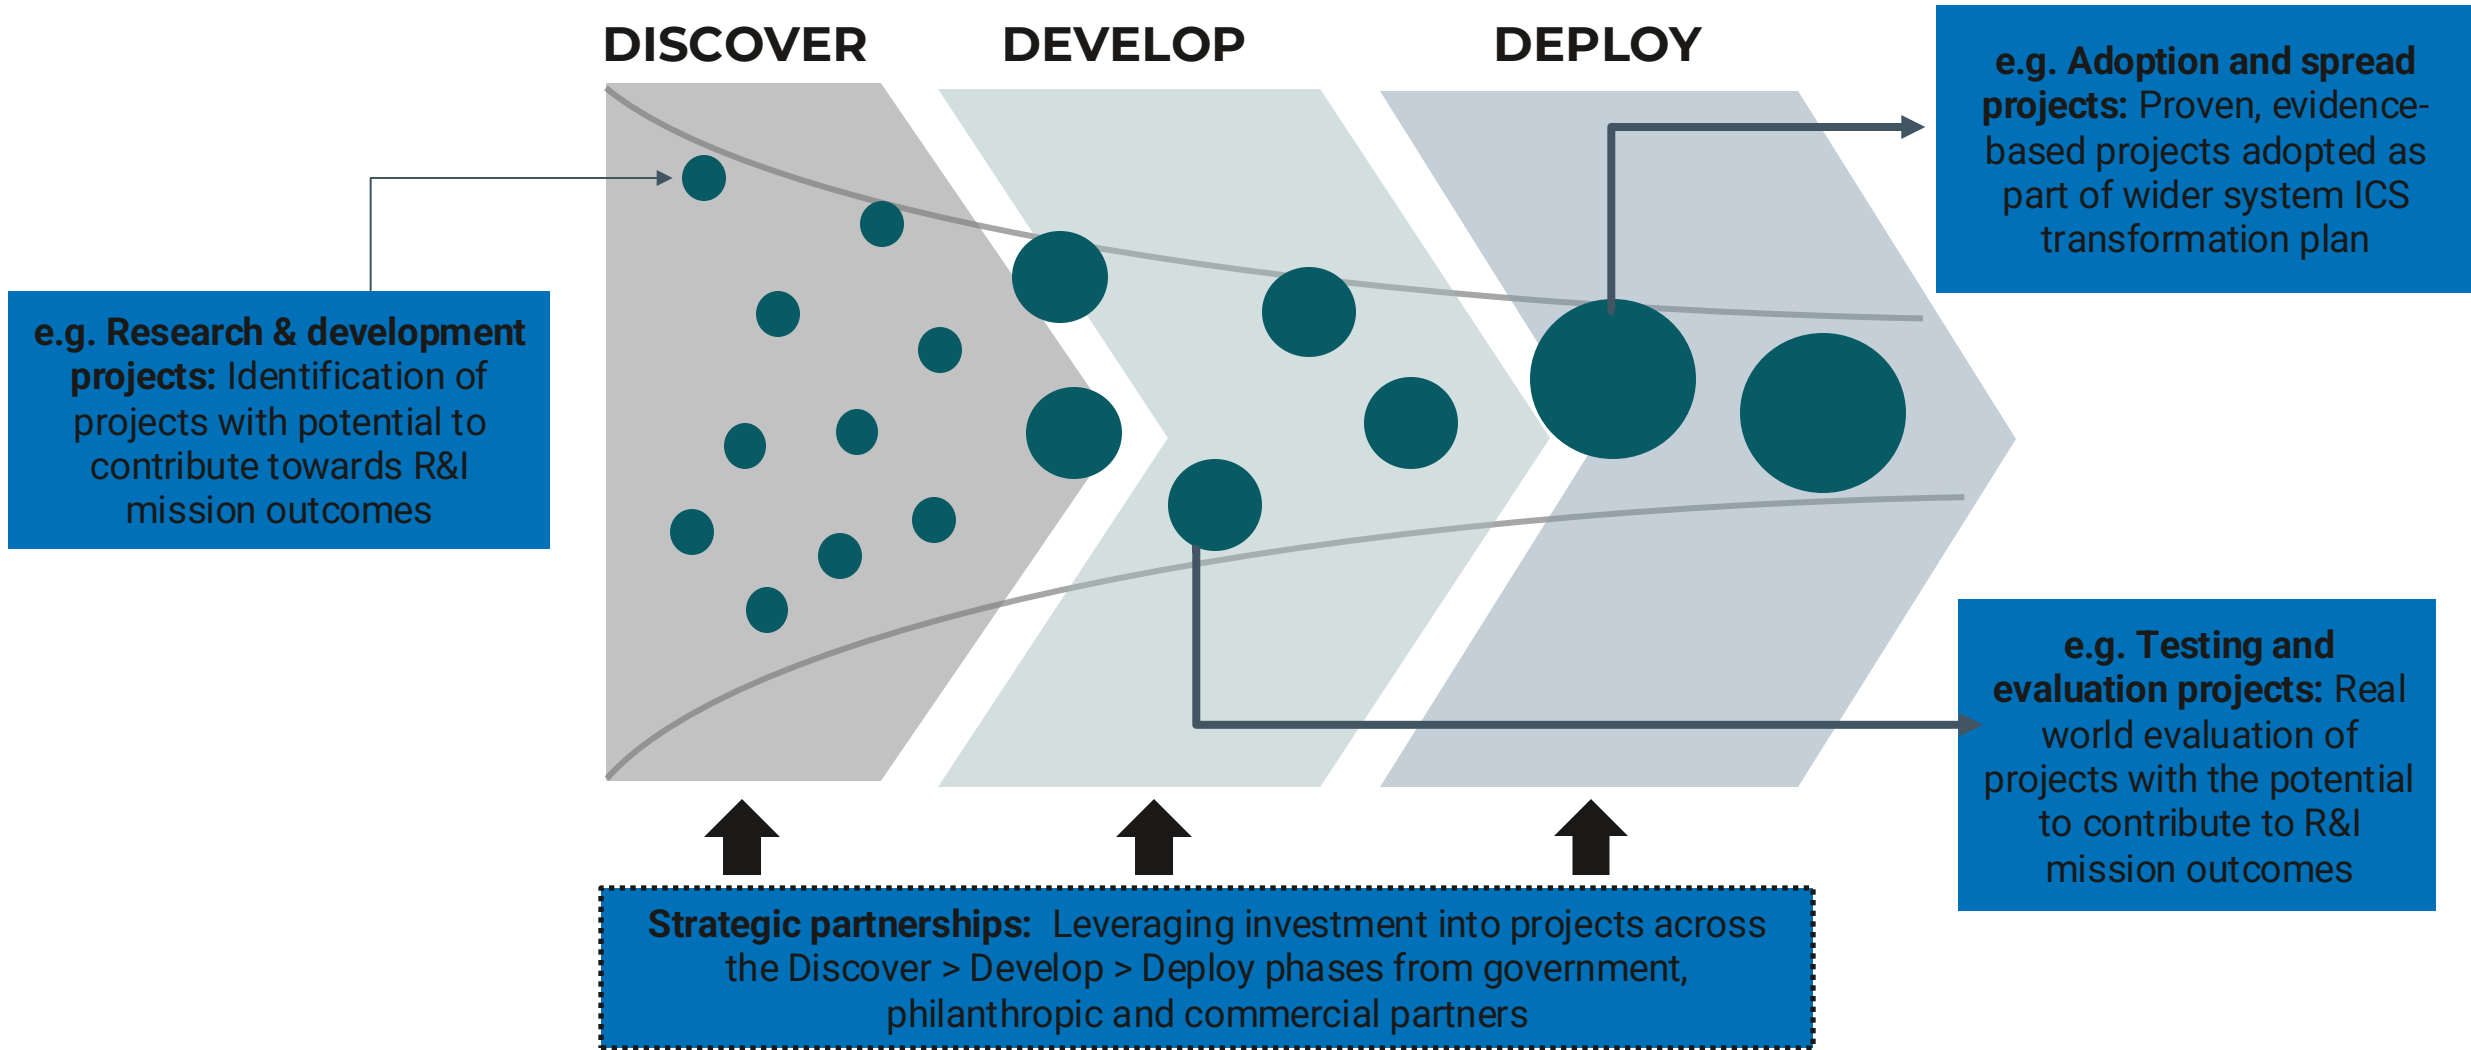 DISCOVER
DEVELOP
DEPLOY
e.g. Adoption and spread
projects: Proven, evidence-
based projects adopted as
part of wider system ICS
transformation plan
e.g. Research & development
projects: Identification of
projects with potential to
contribute towards R&I
mission outcomes
e.g. Testing and
evaluation projects: Real
world evaluation of
projects with the potential
to contribute to R&I
mission outcomes
Strategic partnerships: Leveraging investment into projects across
the Discover > Develop > Deploy phases from government,
philanthropic and commercial partners